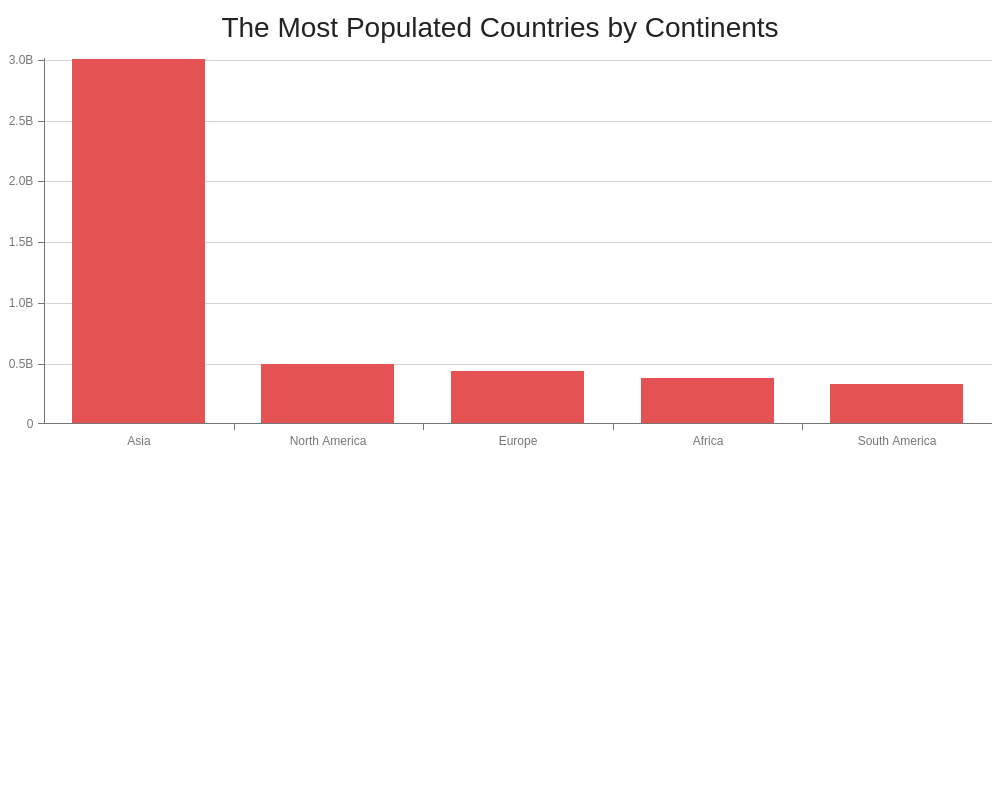 The Most Populated Countries by Continents
3.0B
2.5B
2.0B
1.5B
1.0B
0.5B
0
Asia
North America
Europe
Africa
South America